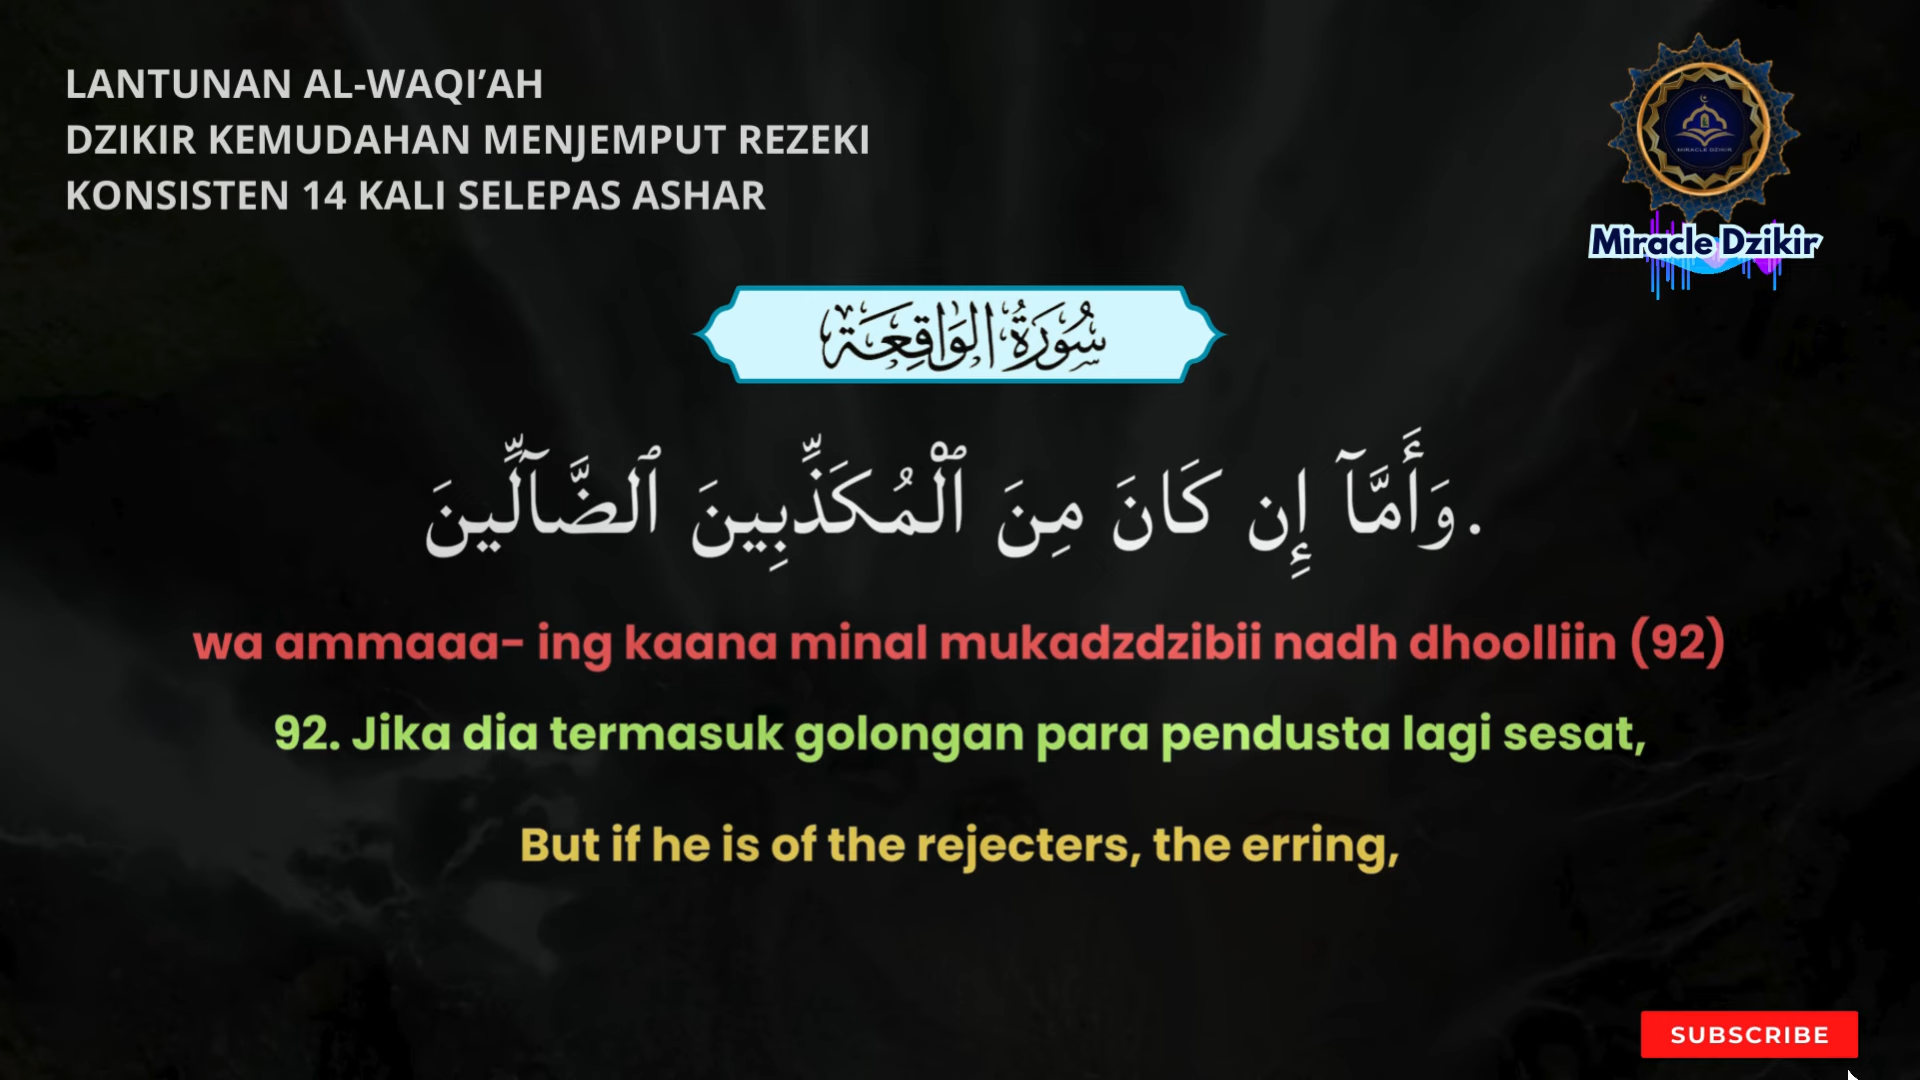 LANTUNAN AL-WAQI’AH
DZIKIR KEMUDAHAN MENJEMPUT REZEKI
KONSISTEN 14 KALI SELEPAS ASHAR
MIRACLE DZIKIR
Miracle Dzikir
سُورَةُ الوَاقِعَة
وَأَمَّآ إِن كَانَ مِنَ ٱلْمُكَذِّبِينَ ٱلضَّآلِّينَ.
wa ammaaa- ing kaana minal mukadzdzibii nadh dhoolliin (92)
92. Jika dia termasuk golongan para pendusta lagi sesat,
But if he is of the rejecters, the erring,
SUBSCRIBE